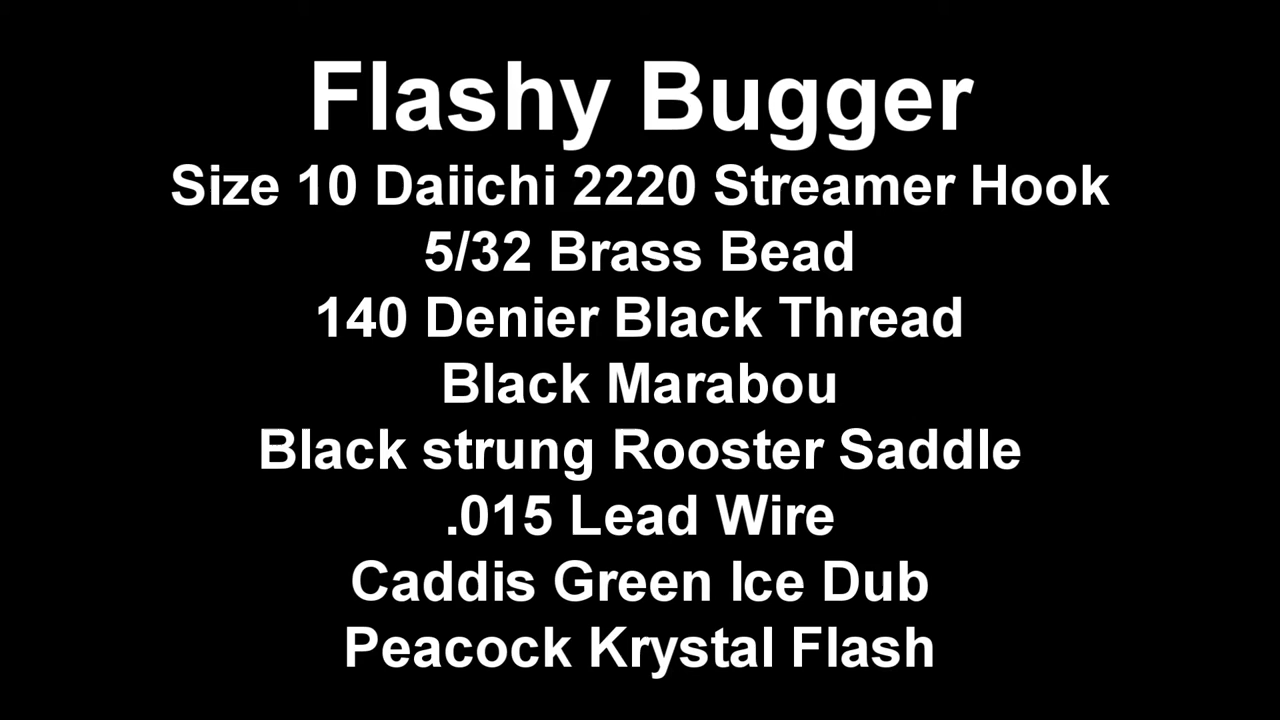 Flashy Bugger
Size 10 Daiichi 2220 Streamer Hook
5/32 Brass Bead
140 Denier Black Thread
Black Marabou
Black strung Rooster Saddle
.015 Lead Wire
Caddis Green Ice Dub
Peacock Krystal Flash